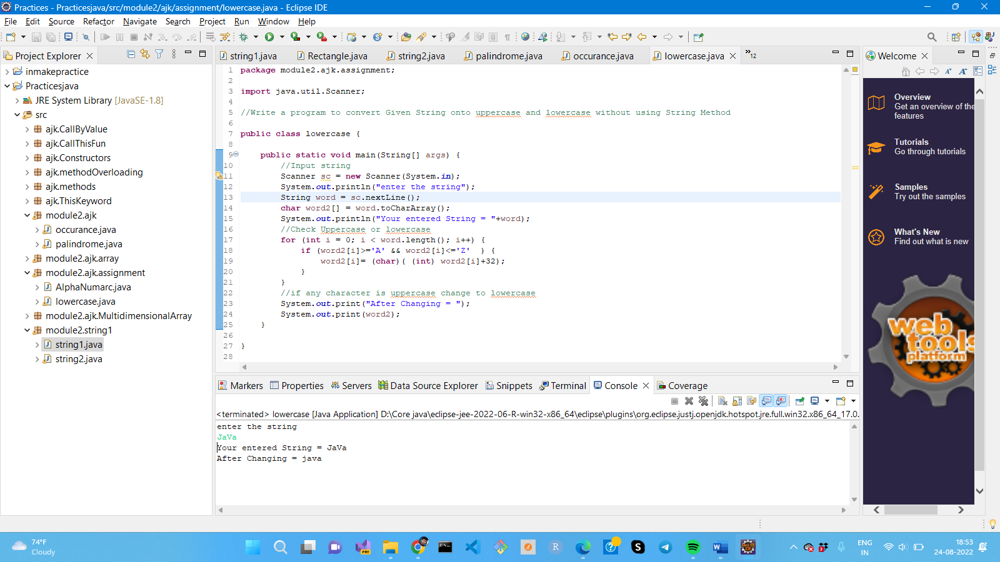 Practices - Practicesjava/src/module2/ajk/assignment/lowercase.java - Eclipse IDE
File Edit Source Refactor Navigate Search Project Run Window Help
Project Explorer
inmakepractice
Practicesjava
JRE System Library [JavaSE-1.8]
src
ajk.CallByValue
ajk.CallThisFun
ajk.Constructors
ajk.methodOverloading
ajk.methods
ajk.ThisKeyword
module2.ajk
occurance.java
palindrome.java
module2.ajk.array
module2.ajk.assignment
AlphaNumarc.java
lowercase.java
module2.ajk.MultidimensionalArray
module2.string1
string1.java
string2.java
string1.java Rectangle.java string2.java palindrome.java occurance.java lowercase.java »12
1 package module2.ajk.assignment;
2
3 import java.util.Scanner;
4
5 //Write a program to convert Given String onto uppercase and lowercase without using String Method
6
7 public class lowercase {
8
9 public static void main(String[] args) {
10 //Input string
11 Scanner sc = new Scanner(System.in);
12 System.out.println("enter the string");
13 String word = sc.nextLine();
14 char word2[] = word.toCharArray();
15 System.out.println("Your entered String = "+word);
16 //Check Uppercase or lowercase
17 for (int i = 0; i < word.length(); i++) {
18 if (word2[i]>='A' && word2[i]<='Z'  ) {
19 word2[i]= (char)( (int) word2[i]+32);
20 }
21 }
22 //if any character is uppercase change to lowercase
23 System.out.print("After Changing = ");
24 System.out.print(word2);
25 }
26
27 }
28
Markers Properties Servers Data Source Explorer Snippets Terminal Console Coverage
<terminated> lowercase [Java Application] D:\Core java\eclipse-jee-2022-06-R-win32-x86_64\eclipse\plugins\org.eclipse.justj.openjdk.hotspot.jre.full.win32.x86_64_17.0.
enter the string
JaVa
Your entered String = JaVa
After Changing = java
Welcome
Overview
Get an overview of the
features
Tutorials
Go through tutorials
Samples
Try out the samples
What's New
Find out what is new
web
tools
platform
74°F
Cloudy
PRE
ENG
IN
18:53
24-08-2022